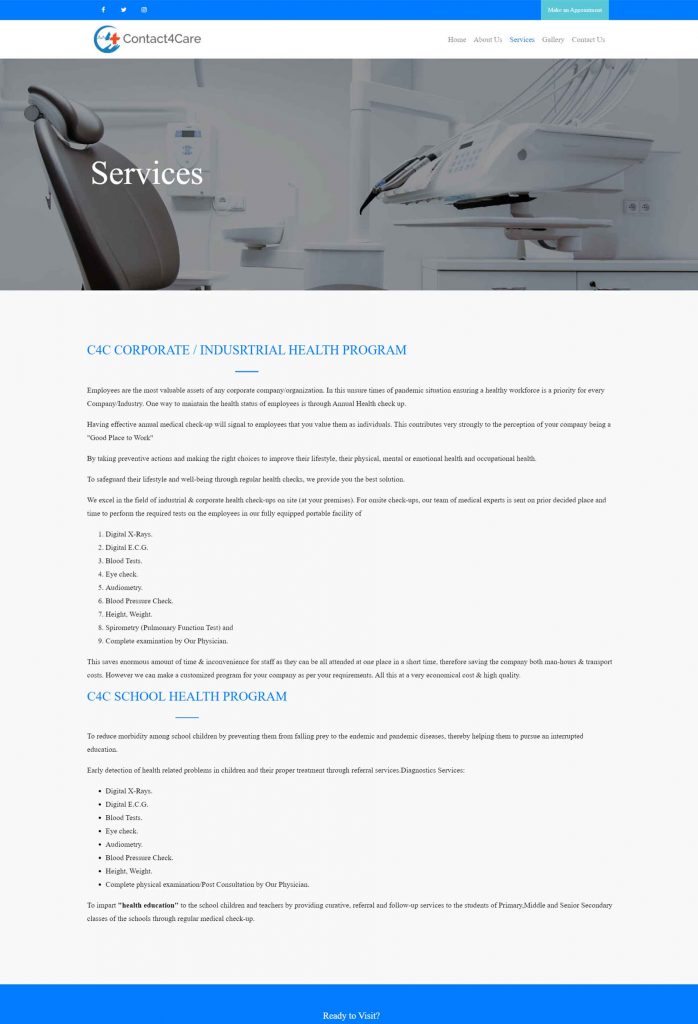 Make an Appoinment
Contact4Care
Home About Us Services Gallery Contact Us
Services
C4C CORPORATE / INDUSRTRIAL HEALTH PROGRAM
Employees are the most valuable assets of any corporate company/organization. In this unsure times of pandemic situation ensuring a healthy workforce is a priority for every
Company/Industry. One way to maintain the health status of employees is through Annual Health check up.
Having effective annual medical check-up will signal to employees that you value them as individuals. This contributes very strongly to the perception of your company being a
"Good Place to Work"
By taking preventive actions and making the right choices to improve their lifestyle, their physical, mental or emotional health and occupational health.
To safeguard their lifestyle and well-being through regular health checks, we provide you the best solution.
We excel in the field of industrial & corporate health check-ups on site (at your premises). For onsite check-ups, our team of medical experts is sent on prior decided place and
time to perform the required tests on the employees in our fully equipped portable facility of
1. Digital X-Rays.
2. Digital E.C.G.
3. Blood Tests.
4. Eye check.
5. Audiometry.
6. Blood Pressure Check.
7. Height, Weight.
8. Spirometry (Pulmonary Function Test) and
9. Complete examination by Our Physician.
This saves enormous amount of time & inconvenience for staff as they can be all attended at one place in a short time, therefore saving the company both man-hours & transport
costs. However we can make a customized program for your company as per your requirements. All this at a very economical cost & high quality.
C4C SCHOOL HEALTH PROGRAM
To reduce morbidity among school children by preventing them from falling prey to the endemic and pandemic diseases, thereby helping them to pursue an interrupted
education.
Early detection of health related problems in children and their proper treatment through referral services.Diagnostics Services:
• Digital X-Rays.
• Digital E.C.G.
• Blood Tests.
• Eye check.
• Audiometry.
• Blood Pressure Check.
• Height, Weight.
• Complete physical examination/Post Consultation by Our Physician.
To impart "health education" to the school children and teachers by providing curative, referral and follow-up services to the students of Primary,Middle and Senior Secondary
classes of the schools through regular medical check-up.
Ready to Visit?